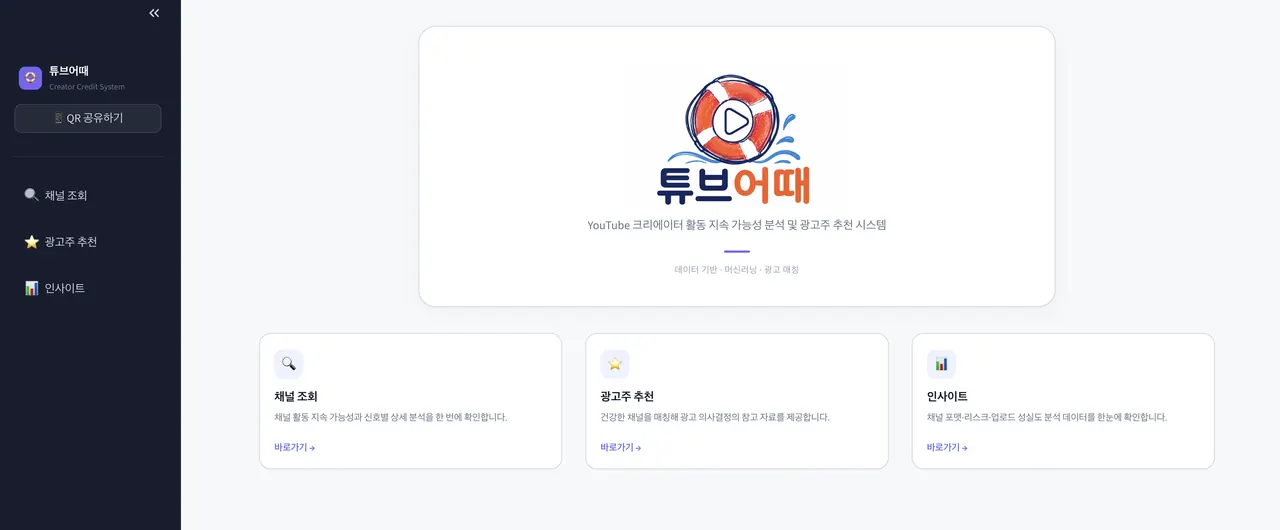 튜브어때
Creator Credit System
QR 공유하기
채널 조회
광고주 추천
인사이트
튜브어때
YouTube 크리에이터 활동 지속 가능성 분석 및 광고주 추천 시스템
데이터 기반 · 머신러닝 · 광고 매칭
채널 조회
채널 활동 지속 가능성과 신호별 상세 분석을 한 번에 확인합니다.
바로가기 →
광고주 추천
건강한 채널을 매칭해 광고 의사결정의 참고 자료를 제공합니다.
바로가기 →
인사이트
채널 포맷·리스크·업로드 성실도 분석 데이터를 한눈에 확인합니다.
바로가기 →